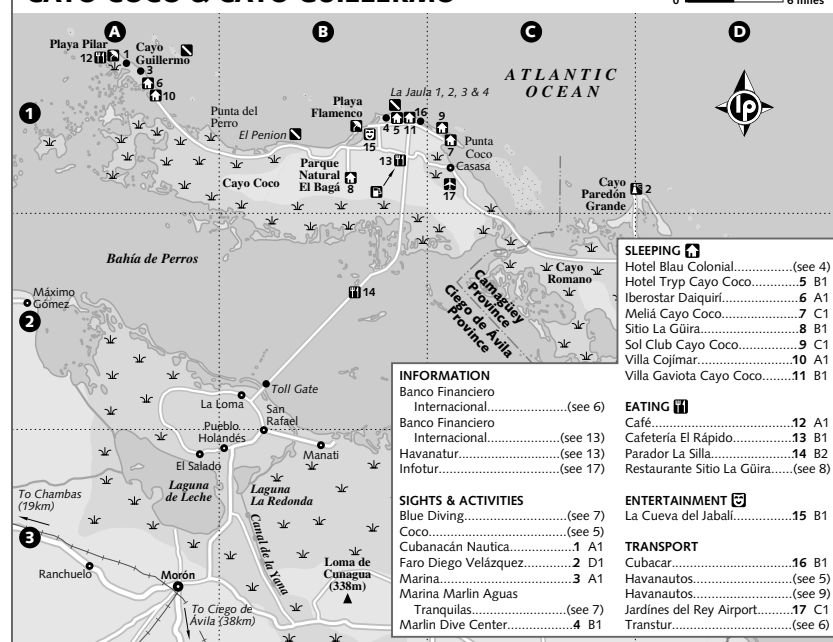 CAYO COCO & CAYO GUILLERMO
0 6 miles
A
B
C
D
1
2
3
Playa Pilar
12
1
Cayo
Guillermo
3
6
10
Punta del
Perro
El Penion
Playa
Flamenco
La Jaula 1, 2, 3 & 4
4
5
11
16
9
15
13
7
Punta
Coco
Casasa
17
Parque
Natural
El Bagá
8
Cayo Coco
ATLANTIC
OCEAN
lp
Cayo
Paredón
Grande
2
Bahía de Perros
Máximo
Gómez
14
Cayo
Romano
Camagüey
Province
Ciego de Ávila
Province
Toll Gate
La Loma
San
Rafael
Pueblo
Holandés
El Salado
Manati
Laguna
de Leche
Laguna
La Redonda
Canal de la Yana
To Chambas
(19km)
Ranchuelo
Morón
To Ciego de
Ávila (38km)
Loma de
Cunagua
(338m)
INFORMATION
Banco Financiero
Internacional.......................(see 6)
Banco Financiero
Internacional.....................(see 13)
Havanatur...........................(see 13)
Infotur.................................(see 17)
SIGHTS & ACTIVITIES
Blue Diving...........................(see 7)
Coco....................................(see 5)
Cubanacán Nautica.............1 A1
Faro Diego Velázquez..........2 D1
Marina................................3 A1
Marina Marlin Aguas
Tranquilas.........................(see 7)
Marlin Dive Center..............4 B1
SLEEPING
Hotel Blau Colonial................(see 4)
Hotel Tryp Cayo Coco............5 B1
Iberostar Daiquirí...................6 A1
Meliá Cayo Coco...................7 C1
Sitio La Güira........................8 B1
Sol Club Cayo Coco...............9 C1
Villa Cojímar........................10 A1
Villa Gaviota Cayo Coco.......11 B1
EATING
Café....................................12 A1
Cafetería El Rápido..............13 B1
Parador La Silla....................14 B2
Restaurante Sitio La Güira.....(see 8)
ENTERTAINMENT
La Cueva del Jabalí..............15 B1
TRANSPORT
Cubacar..............................16 B1
Havanautos..........................(see 5)
Havanautos..........................(see 9)
Jardínes del Rey Airport........17 C1
Transtur...............................(see 6)